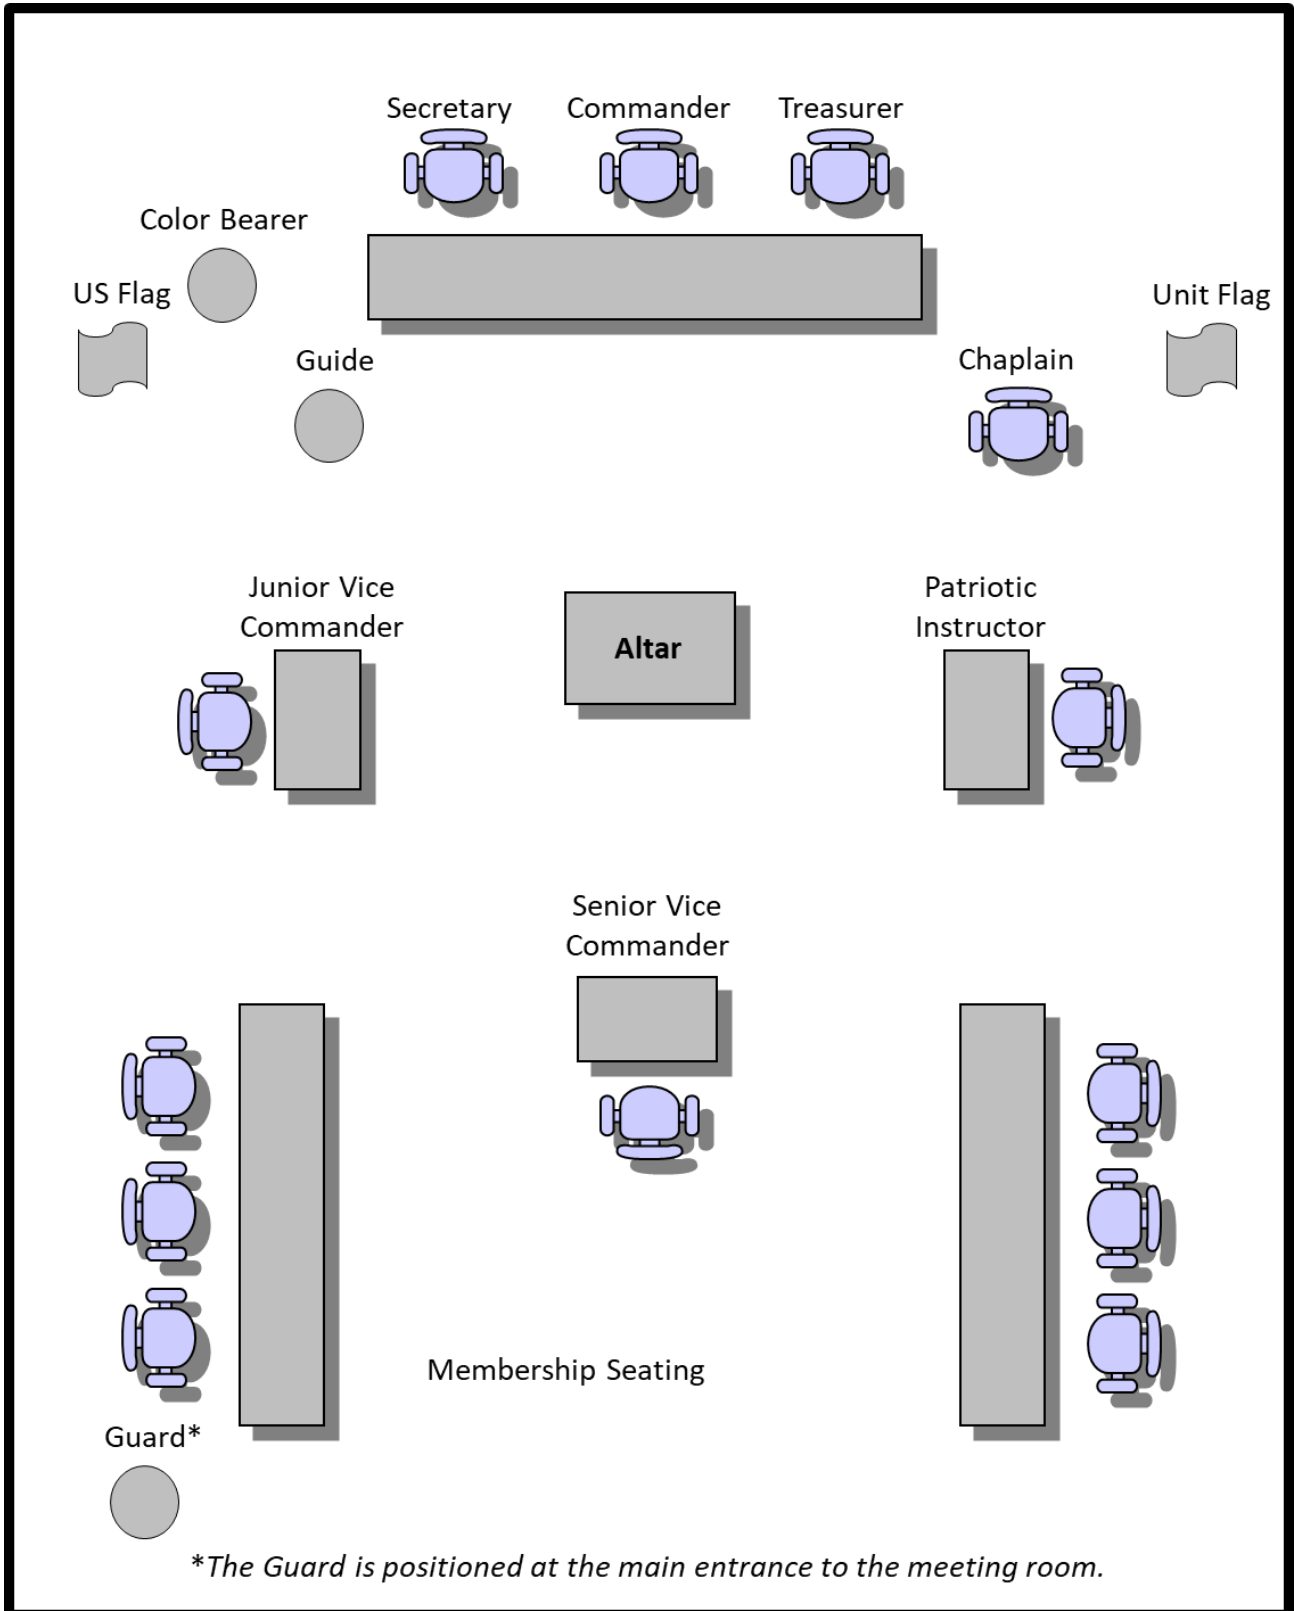 Secretary
Commander
Treasurer
Color Bearer
US Flag
Unit Flag
Guide
Chaplain
Junior Vice
Commander
Altar
Patriotic
Instructor
Senior Vice
Commander
Membership Seating
Guard*
*The Guard is positioned at the main entrance to the meeting room.